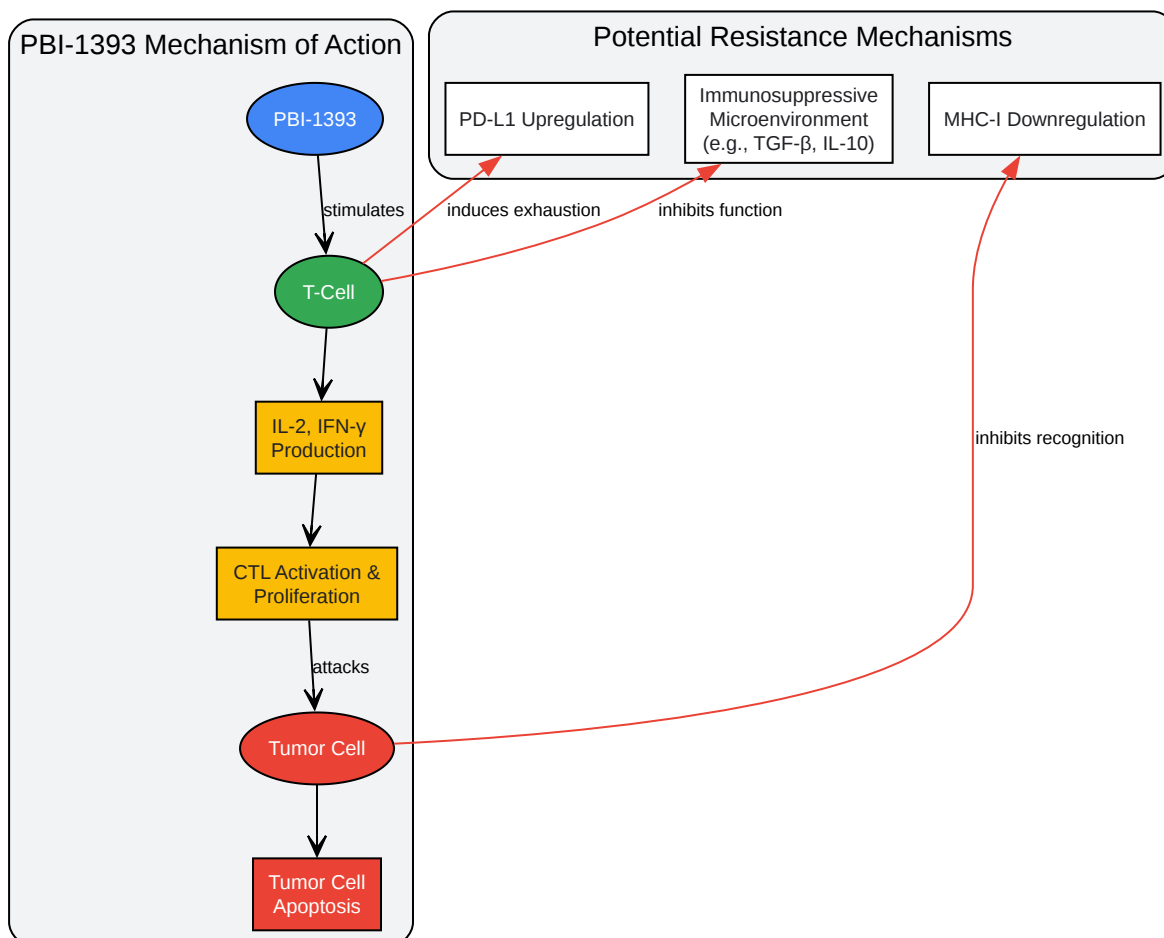 PBI-1393 Mechanism of Action
PBI-1393
stimulates
T-Cell
IL-2, IFN-γ
Production
CTL Activation &
Proliferation
attacks
Tumor Cell
Tumor Cell
Apoptosis
Potential Resistance Mechanisms
PD-L1 Upregulation
Immunosuppressive
Microenvironment
(e.g., TGF-β, IL-10)
MHC-I Downregulation
induces exhaustion
inhibits function
inhibits recognition